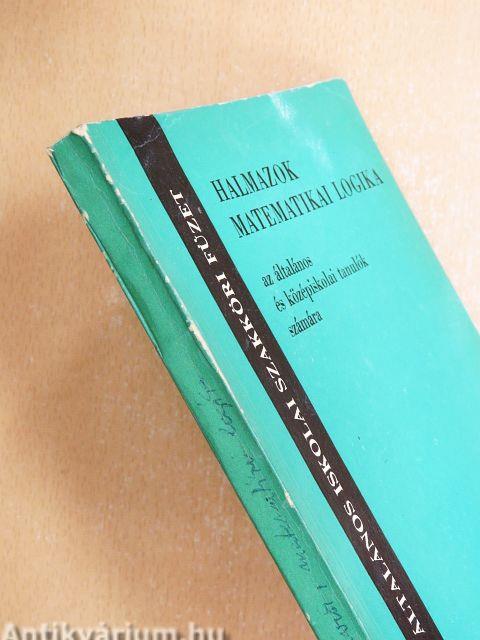 HALMAZOK
MATEMATIKAI LOGIKA
az általános
és középiskolai tanulók
számára
ÁLTALÁNOS ISKOLAI SZAKKÖRI FÜZET
Antikvárium.hu